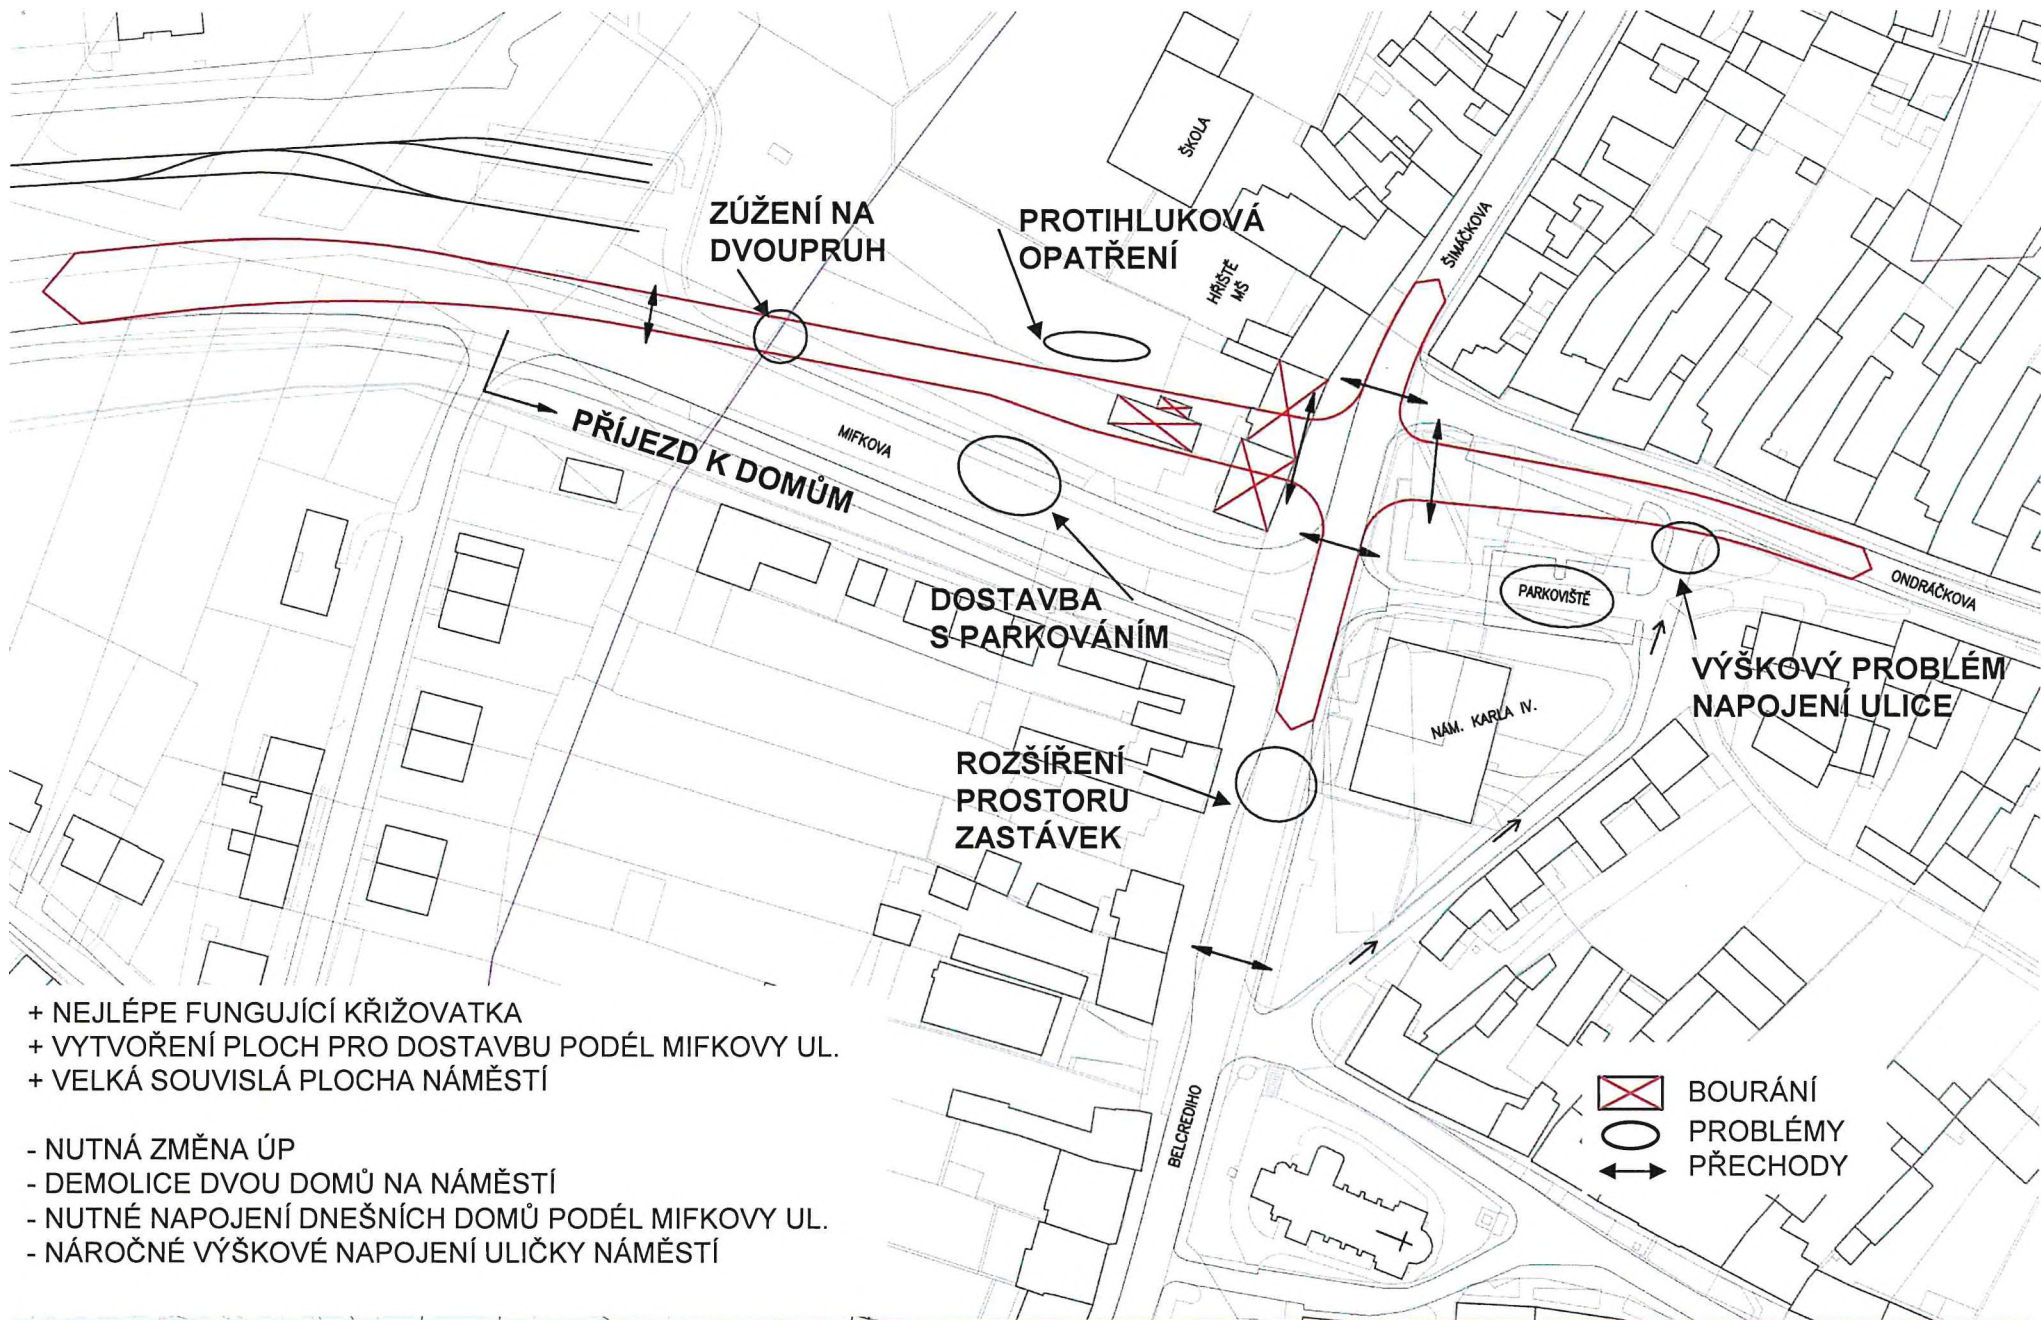 ZÚŽENÍ NA
DVOUPRUH
PROTIHLUKOVÁ
OPATŘENÍ
ŠKOLA
HŘIŠTĚ
MŠ
ŠIMÁČKOVA
PŘÍJEZD K DOMŮM
MIFKOVA
DOSTAVBA
S PARKOVÁNÍM
PARKOVIŠTĚ
ONDRÁČKOVA
VÝŠKOVÝ PROBLÉM
NAPOJENÍ ULICE
NÁM. KARLA IV.
ROZŠÍŘENÍ
PROSTORU
ZASTÁVEK
BELCREDIHO
+ NEJLÉPE FUNGUJÍCÍ KŘIŽOVATKA
+ VYTVOŘENÍ PLOCH PRO DOSTAVBU PODÉL MIFKOVY UL.
+ VELKÁ SOUVISLÁ PLOCHA NÁMĚSTÍ
- NUTNÁ ZMĚNA ÚP
- DEMOLICE DVOU DOMŮ NA NÁMĚSTÍ
- NUTNÉ NAPOJENÍ DNEŠNÍCH DOMŮ PODÉL MIFKOVY UL.
- NÁROČNÉ VÝŠKOVÉ NAPOJENÍ ULIČKY NÁMĚSTÍ
BOURÁNÍ
PROBLÉMY
PŘECHODY